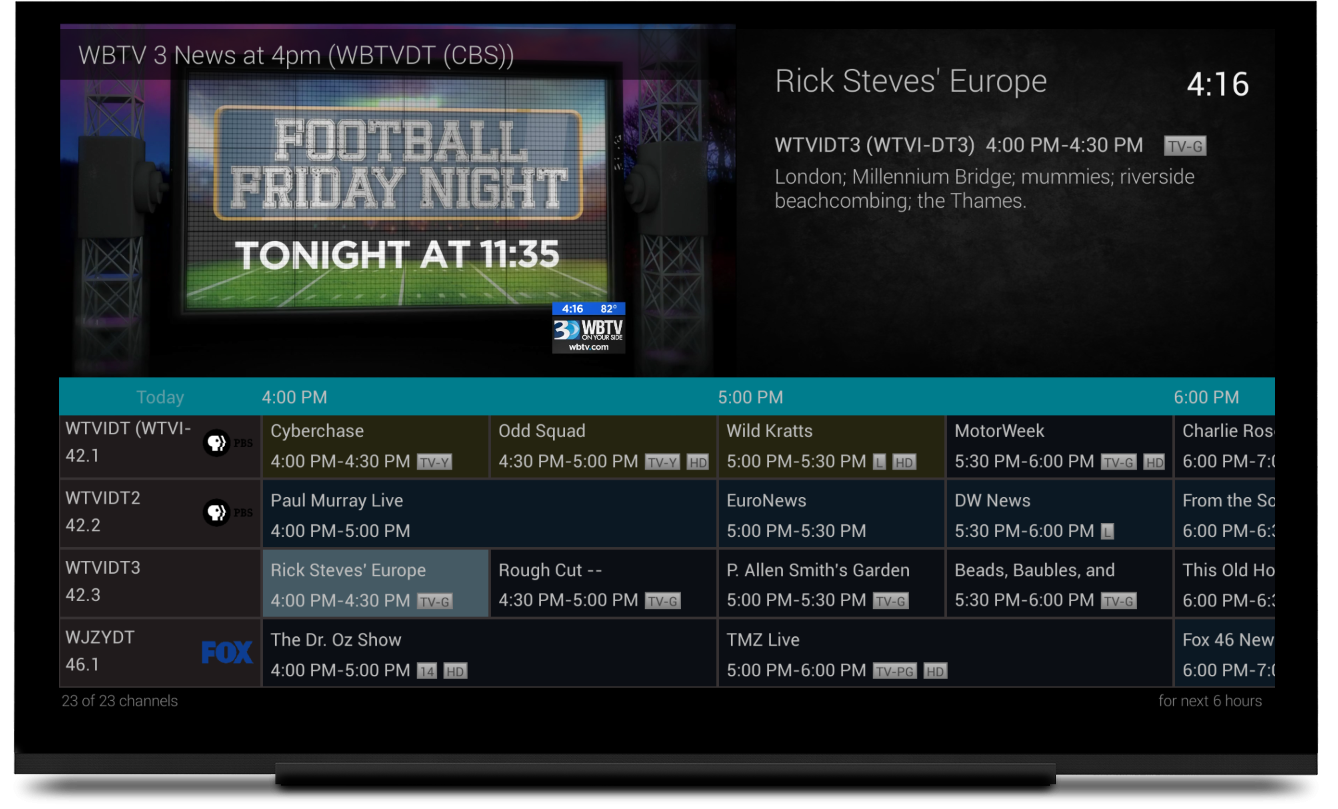 WBTV 3 News at 4pm (WBTVDT (CBS))
FOOTBALL
FRIDAY NIGHT
TONIGHT AT 11:35
4:16 82°
3 WBTV
ON YOUR SIDE
wbtv.com
Rick Steves' Europe 4:16
WTVIDT3 (WTVI-DT3) 4:00 PM-4:30 PM TV-G
London; Millennium Bridge; mummies; riverside
beachcombing; the Thames.
Today 4:00 PM 5:00 PM 6:00 PM
WTVIDT (WTVI- PBS Cyberchase Odd Squad Wild Kratts MotorWeek Charlie Ros
42.1 4:00 PM-4:30 PM TV-Y 4:30 PM-5:00 PM TV-Y HD 5:00 PM-5:30 PM L HD 5:30 PM-6:00 PM TV-G HD 6:00 PM-7:0
WTVIDT2 PBS Paul Murray Live EuroNews DW News From the So
42.2 4:00 PM-5:00 PM 5:00 PM-5:30 PM 5:30 PM-6:00 PM L 6:00 PM-6:3
WTVIDT3 Rick Steves' Europe Rough Cut -- P. Allen Smith's Garden Beads, Baubles, and This Old Ho
42.3 4:00 PM-4:30 PM TV-G 4:30 PM-5:00 PM TV-G 5:00 PM-5:30 PM TV-G 5:30 PM-6:00 PM TV-G 6:00 PM-6:3
WJZYDT FOX The Dr. Oz Show TMZ Live Fox 46 New
46.1 4:00 PM-5:00 PM 14 HD 5:00 PM-6:00 PM TV-PG HD 6:00 PM-7:0
23 of 23 channels for next 6 hours